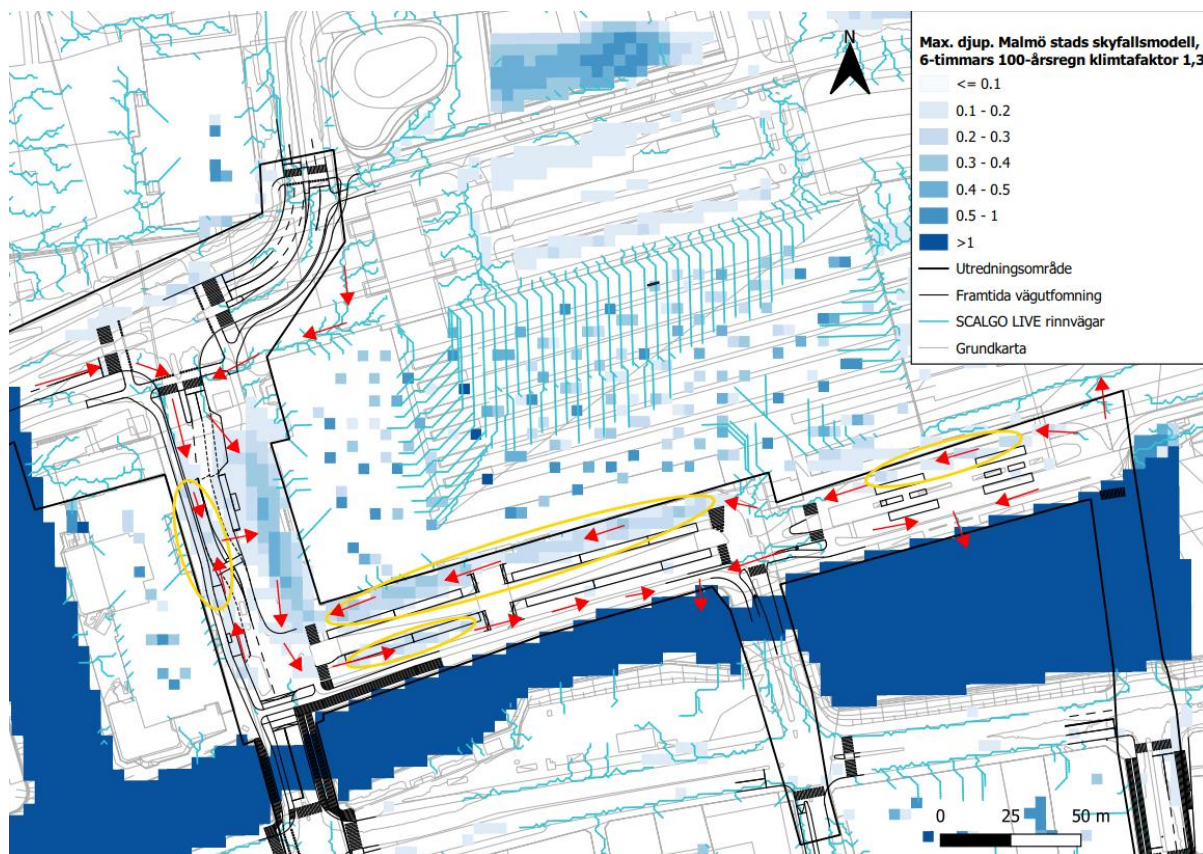 N
Max. djup. Malmö stads skyfallsmodell,
6-timmars 100-årsregn klimtafaktor 1,3
<= 0.1
0.1 - 0.2
0.2 - 0.3
0.3 - 0.4
0.4 - 0.5
0.5 - 1
>1
Utredningsområde
Framtida vägutfomning
SCALGO LIVE rinnvägar
Grundkarta
0 25 50 m